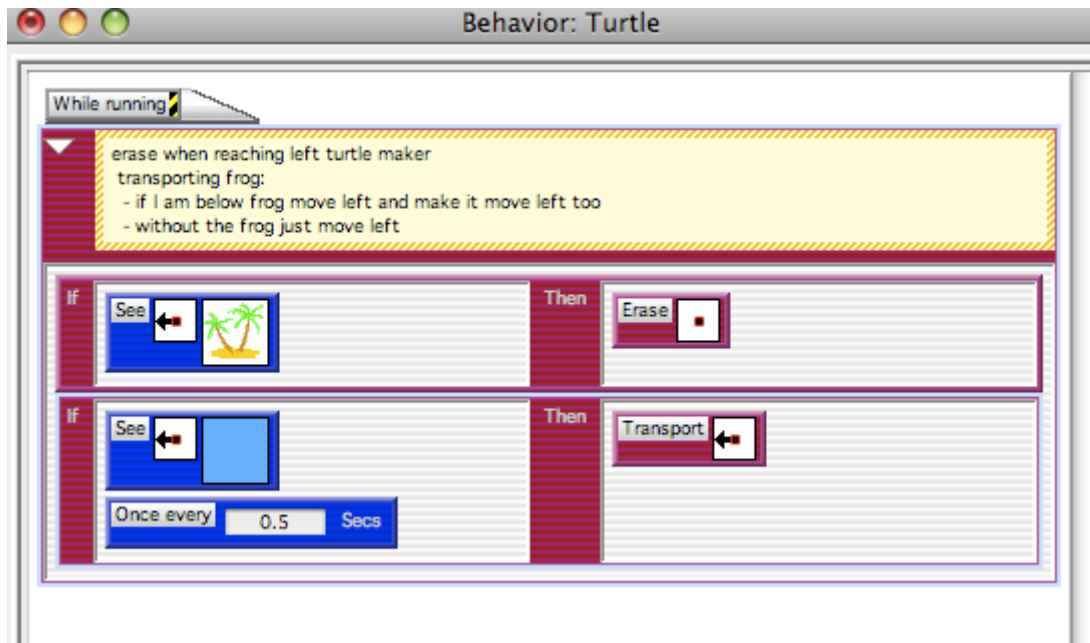 Behavior: Turtle
While running
erase when reaching left turtle maker
transporting frog:
- if I am below frog move left and make it move left too
- without the frog just move left
If See Then Erase
If See Then Transport
Once every 0.5 Secs